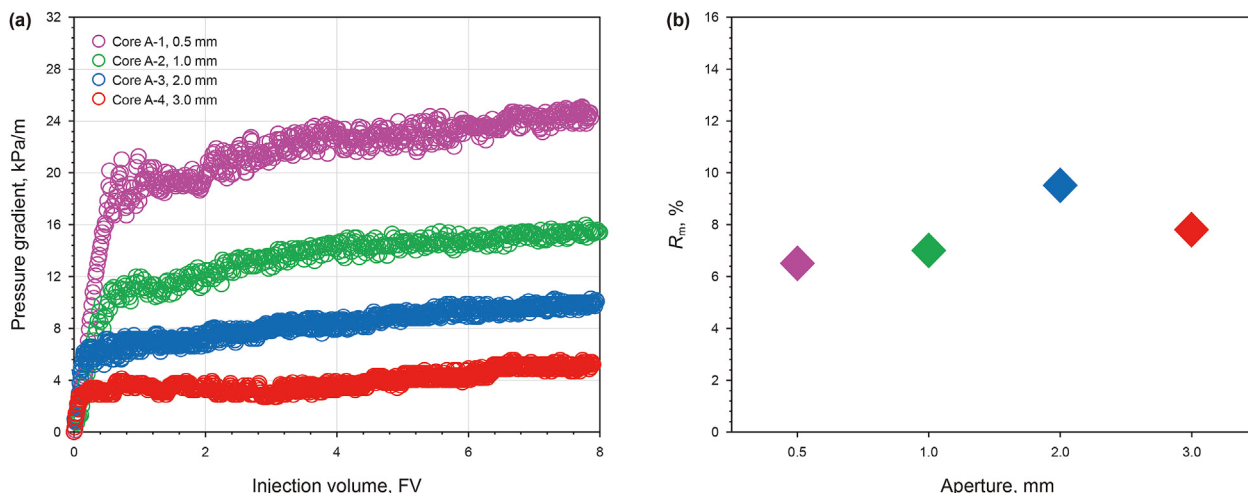 (a)
32
28
24
20
16
12
8
4
0
Pressure gradient, kPa/m
Core A-1, 0.5 mm
Core A-2, 1.0 mm
Core A-3, 2.0 mm
Core A-4, 3.0 mm
0 2 4 6 8
Injection volume, FV
(b)
16
14
12
10
8
6
4
2
0
Rm, %
0.5 1.0 2.0 3.0
Aperture, mm